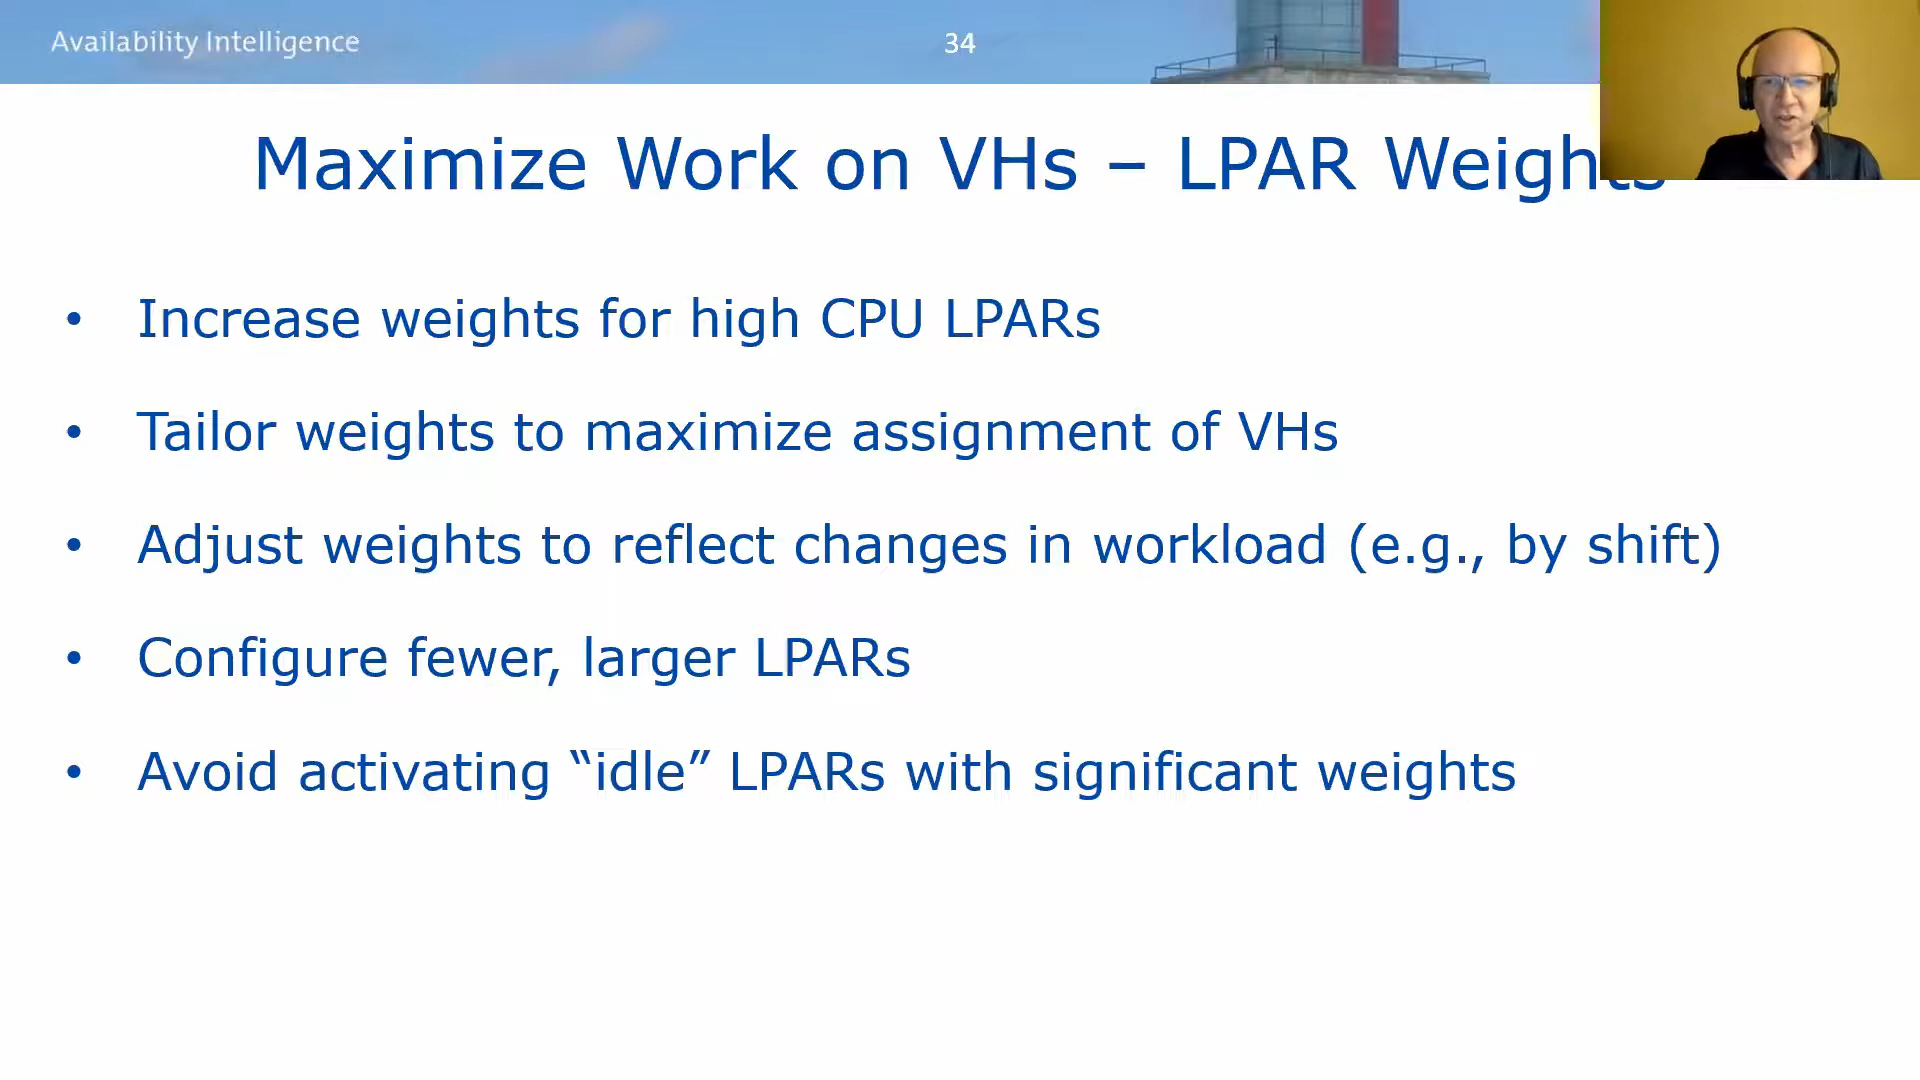 Availability Intelligence
34
Maximize Work on VHs – LPAR Weights
• Increase weights for high CPU LPARs
• Tailor weights to maximize assignment of VHs
• Adjust weights to reflect changes in workload (e.g., by shift)
• Configure fewer, larger LPARs
• Avoid activating “idle” LPARs with significant weights